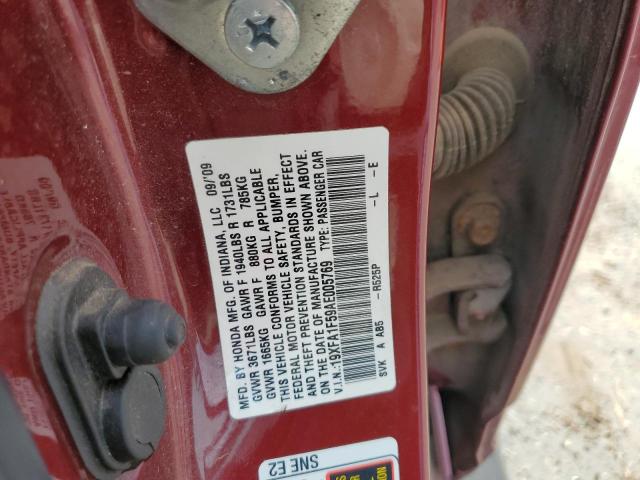 MFD. BY HONDA MFG. OF INDIANA, LLC 09/'09
GVWR 3671LBS GAWR F 1940LBS R 1731LBS
GVWR 1665KG GAWR F 880KG R 785KG
THIS VEHICLE CONFORMS TO ALL APPLICABLE
FEDERAL MOTOR VEHICLE SAFETY, BUMPER,
AND THEFT PREVENTION STANDARDS IN EFFECT
ON THE DATE OF MANUFACTURE SHOWN ABOVE.
V.I.N.:19XFA1F59AE005769 TYPE: PASSENGER CAR
SVK A AB5 - R525P -L -E
SNE E2